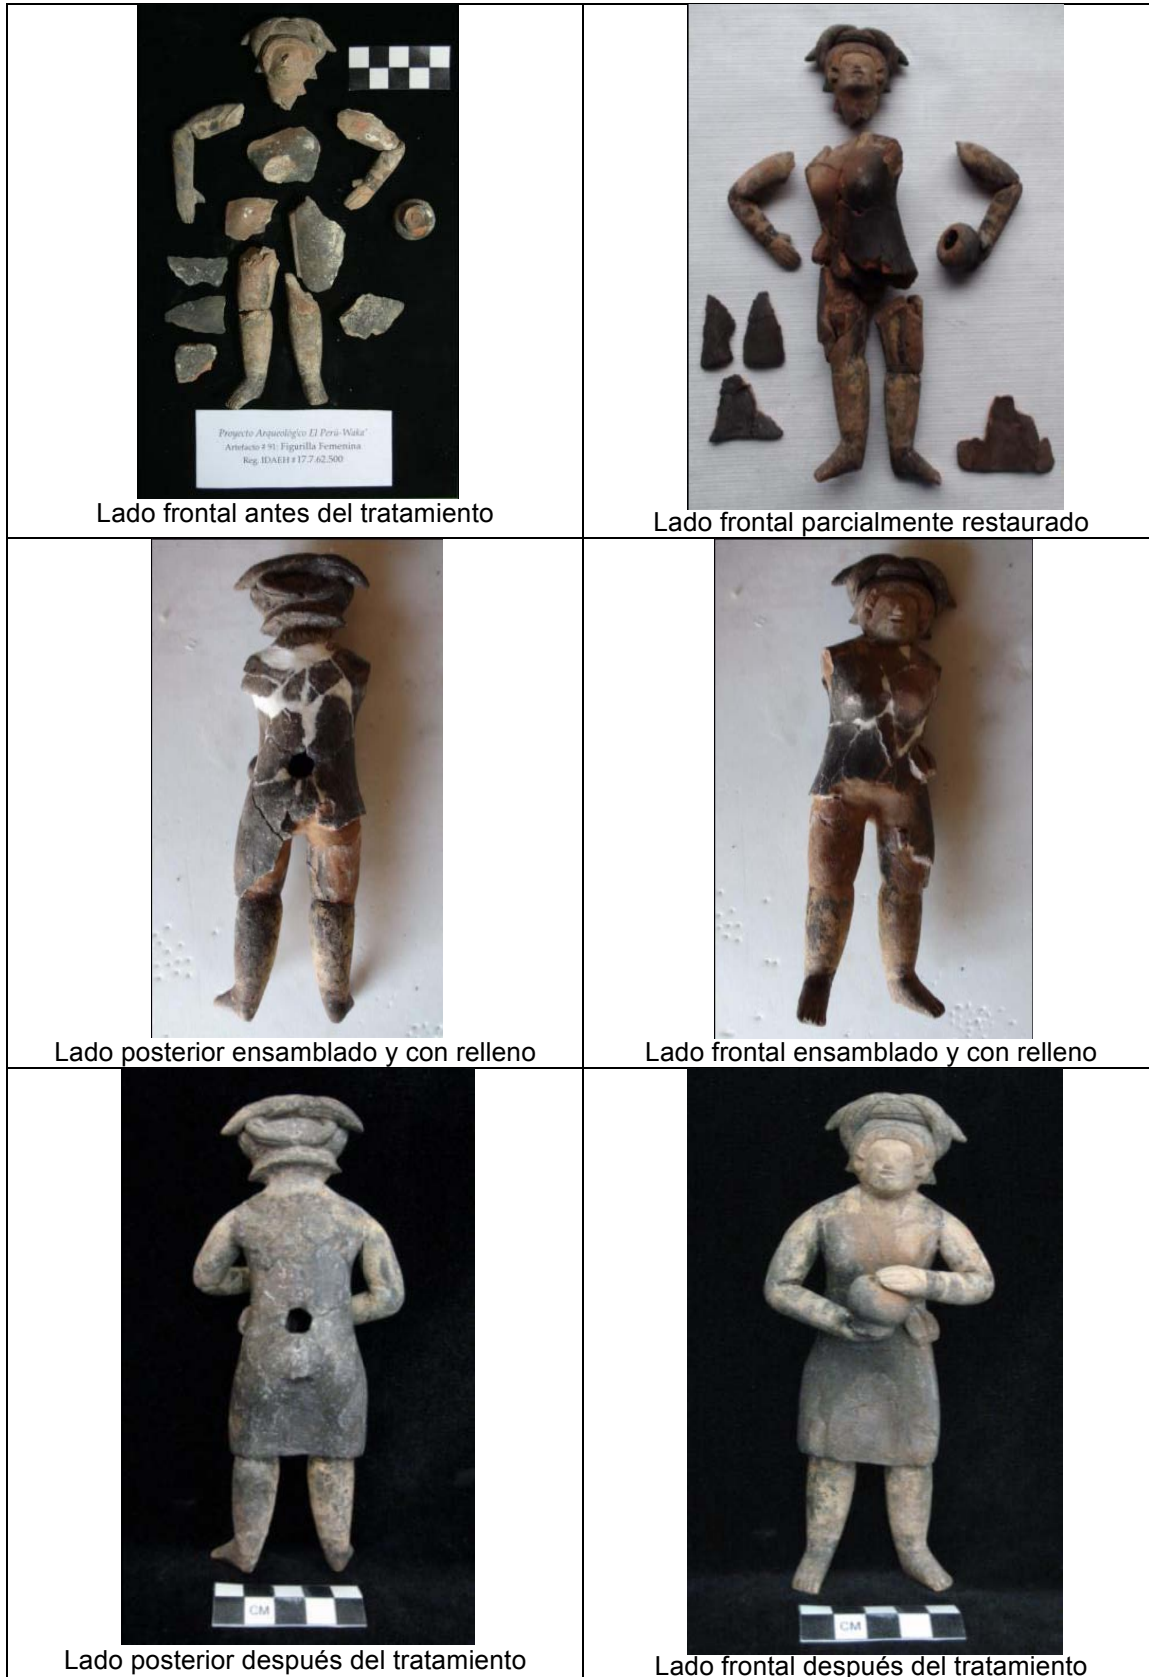 Proyecto Arqueológico El Perú-Waka'
Artefacto # 91: Figurilla Femenina
Reg. IDAEH # 17.7.62.500
Lado frontal antes del tratamiento
Lado frontal parcialmente restaurado
Lado posterior ensamblado y con relleno
Lado frontal ensamblado y con relleno
CM
Lado posterior después del tratamiento
CM
Lado frontal después del tratamiento